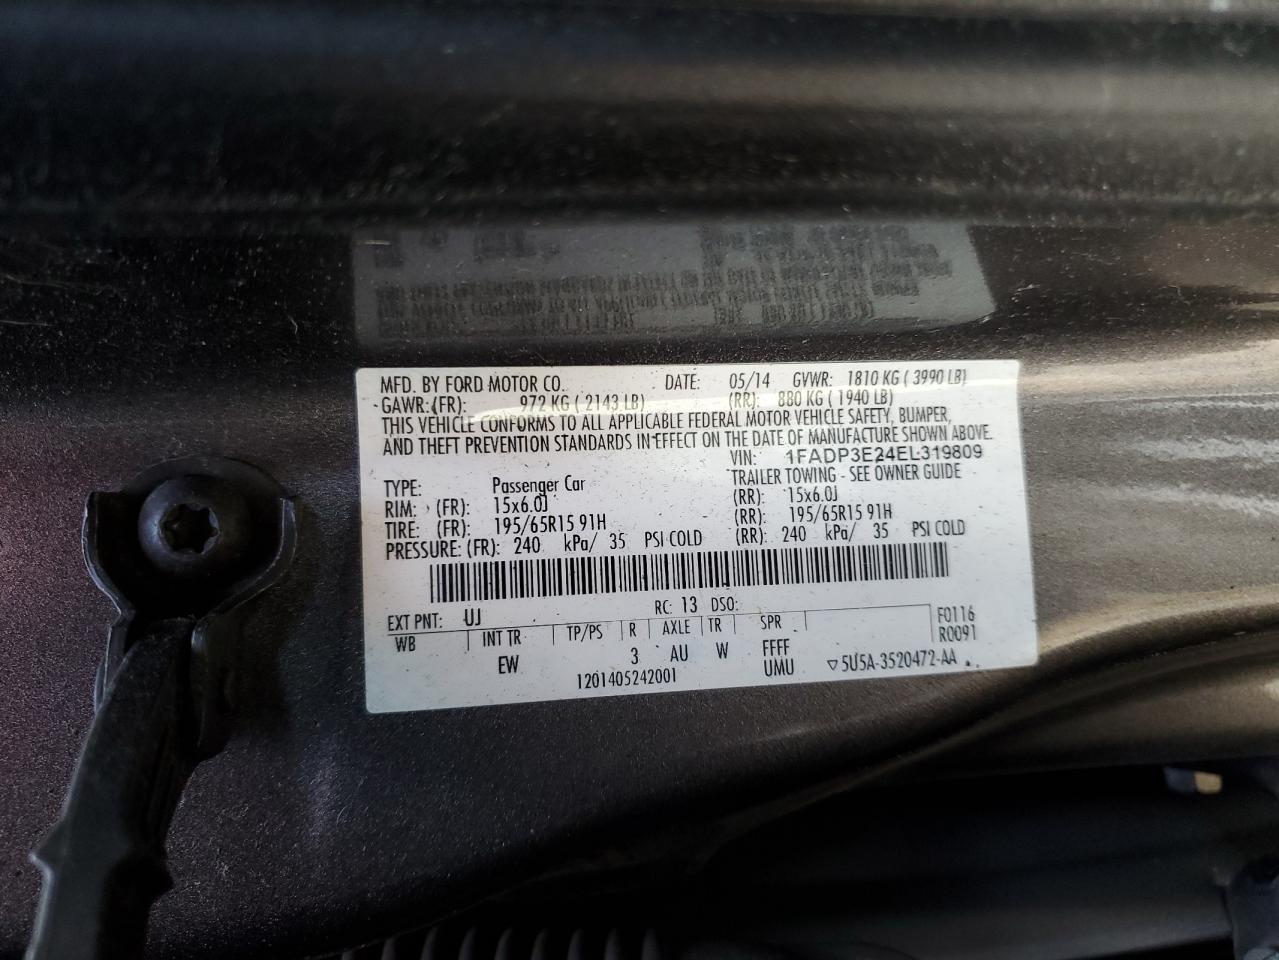 MFD. BY FORD MOTOR CO. DATE: 05/14 GVWR: 1810 KG ( 3990 LB)
GAWR:(FR): 972 KG ( 2143 LB) (RR): 880 KG ( 1940 LB)
THIS VEHICLE CONFORMS TO ALL APPLICABLE FEDERAL MOTOR VEHICLE SAFETY, BUMPER,
AND THEFT PREVENTION STANDARDS IN EFFECT ON THE DATE OF MANUFACTURE SHOWN ABOVE.
VIN: 1FADP3E24EL319809
TYPE: Passenger Car TRAILER TOWING - SEE OWNER GUIDE
RIM: (FR): 15x6.0J (RR): 15x6.0J
TIRE: (FR): 195/65R15 91H (RR): 195/65R15 91H
PRESSURE: (FR): 240 kPa/ 35 PSI COLD (RR): 240 kPa/ 35 PSI COLD
EXT PNT: UJ RC: 13 DSO: F0116
WB INT TR TP/PS R AXLE TR SPR R0091
EW 3 AU W FFFF
1201405242001 UMU ▽5U5A-3520472-AA